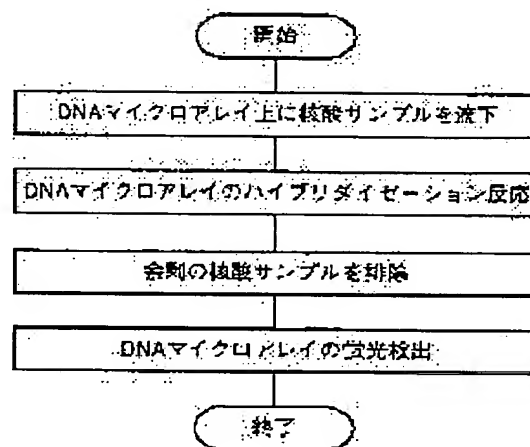 開始
DNAマイクロアレイ上に核酸サンプルを滴下
DNAマイクロアレイのハイブリダイゼーション反応
余剰の核酸サンプルを排除
DNAマイクロアレイの蛍光検出
終了